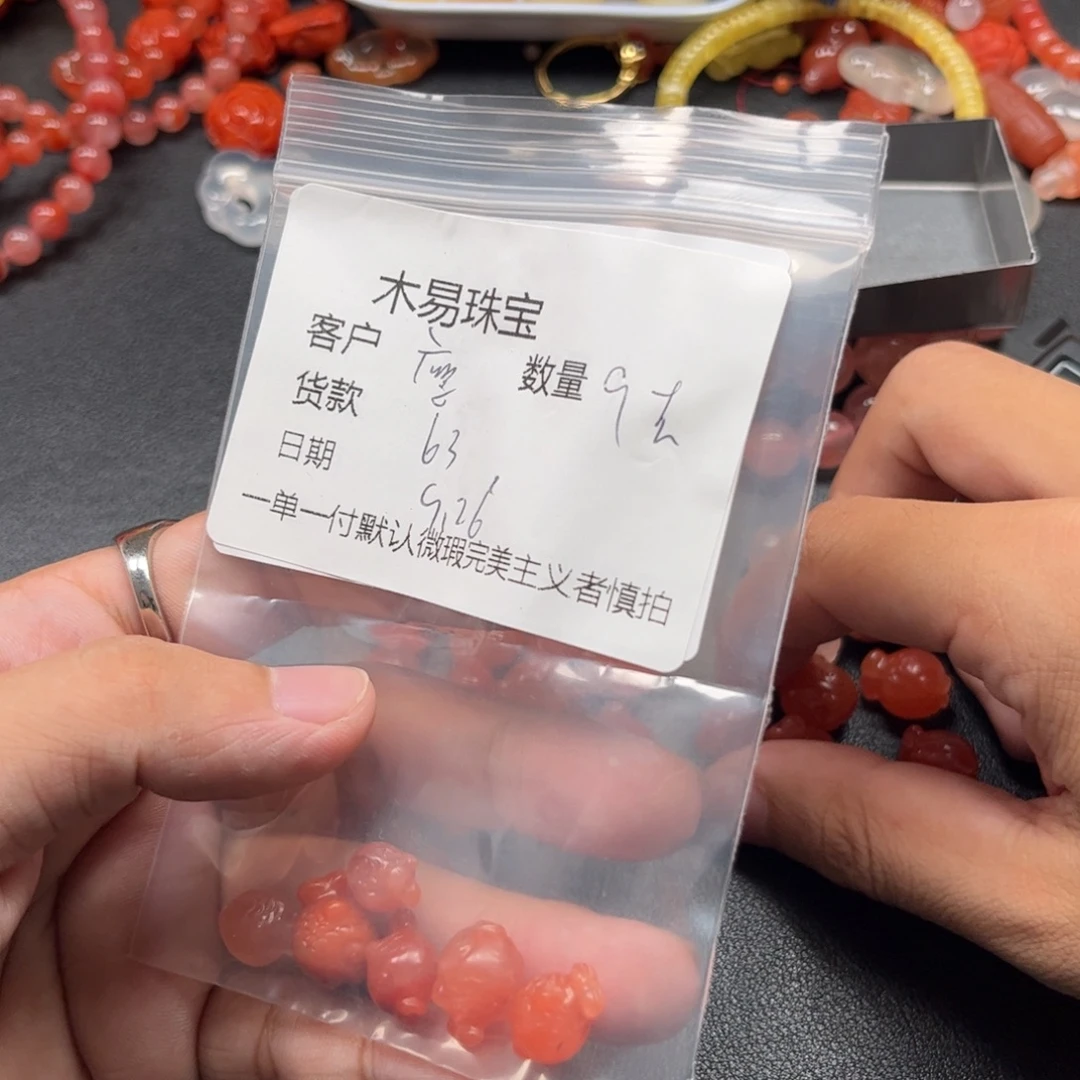 木易珠宝
客户 数量 9
货款 63
日期 9.26
一单一付默认微瑕完美主义者慎拍